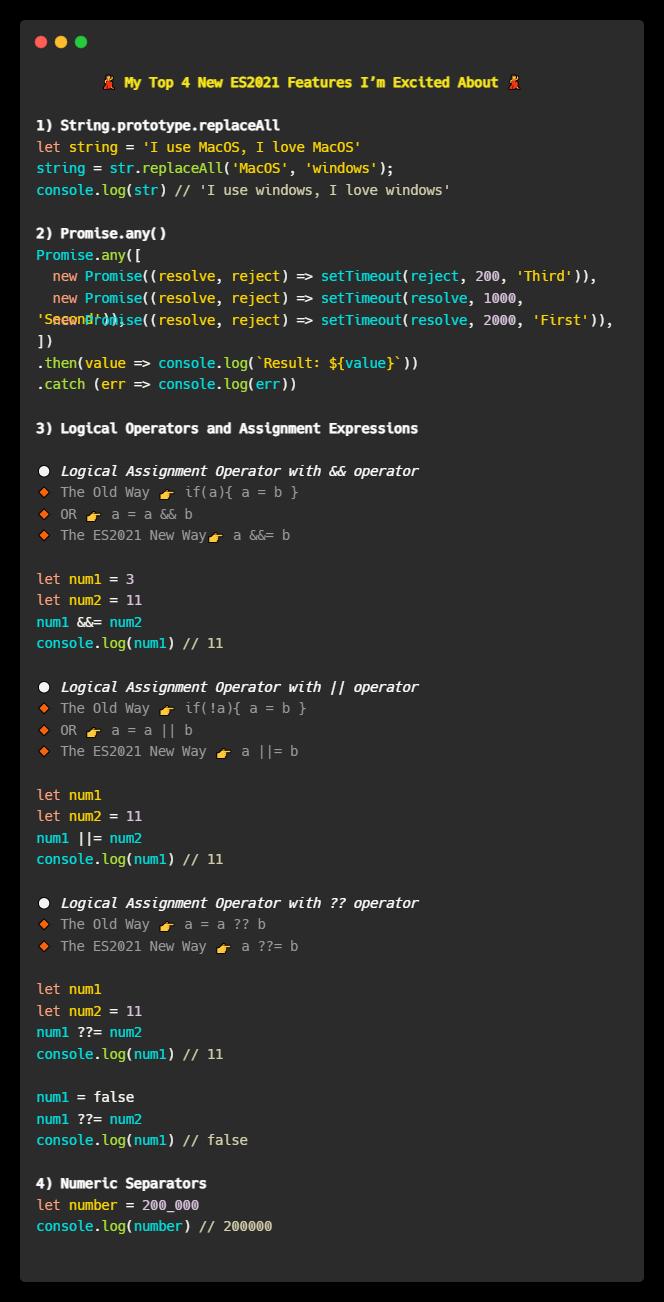 💃 My Top 4 New ES2021 Features I’m Excited About 💃
1) String.prototype.replaceAll
let string = 'I use MacOS, I love MacOS'
string = str.replaceAll('MacOS', 'windows');
console.log(str) // 'I use windows, I love windows'
2) Promise.any()
Promise.any([
  new Promise((resolve, reject) => setTimeout(reject, 200, 'Third')),
  new Promise((resolve, reject) => setTimeout(resolve, 1000,
'Second')),
  new Promise((resolve, reject) => setTimeout(resolve, 2000, 'First')),
])
.then(value => console.log(`Result: ${value}`))
.catch (err => console.log(err))
3) Logical Operators and Assignment Expressions
⚪ Logical Assignment Operator with && operator
🔸 The Old Way 👉 if(a){ a = b }
🔸 OR 👉 a = a && b
🔸 The ES2021 New Way👉 a &&= b
let num1 = 3
let num2 = 11
num1 &&= num2
console.log(num1) // 11
⚪ Logical Assignment Operator with || operator
🔸 The Old Way 👉 if(!a){ a = b }
🔸 OR 👉 a = a || b
🔸 The ES2021 New Way 👉 a ||= b
let num1
let num2 = 11
num1 ||= num2
console.log(num1) // 11
⚪ Logical Assignment Operator with ?? operator
🔸 The Old Way 👉 a = a ?? b
🔸 The ES2021 New Way 👉 a ??= b
let num1
let num2 = 11
num1 ??= num2
console.log(num1) // 11
num1 = false
num1 ??= num2
console.log(num1) // false
4) Numeric Separators
let number = 200_000
console.log(number) // 200000